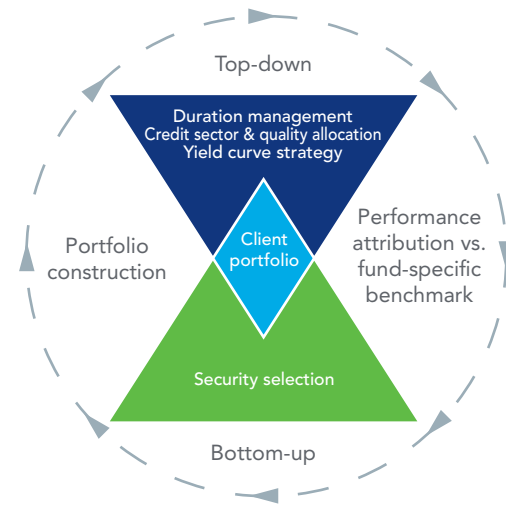 Top-down
Duration management
Credit sector & quality allocation
Yield curve strategy
Client
portfolio
Portfolio
construction
Performance
attribution vs.
fund-specific
benchmark
Security selection
Bottom-up